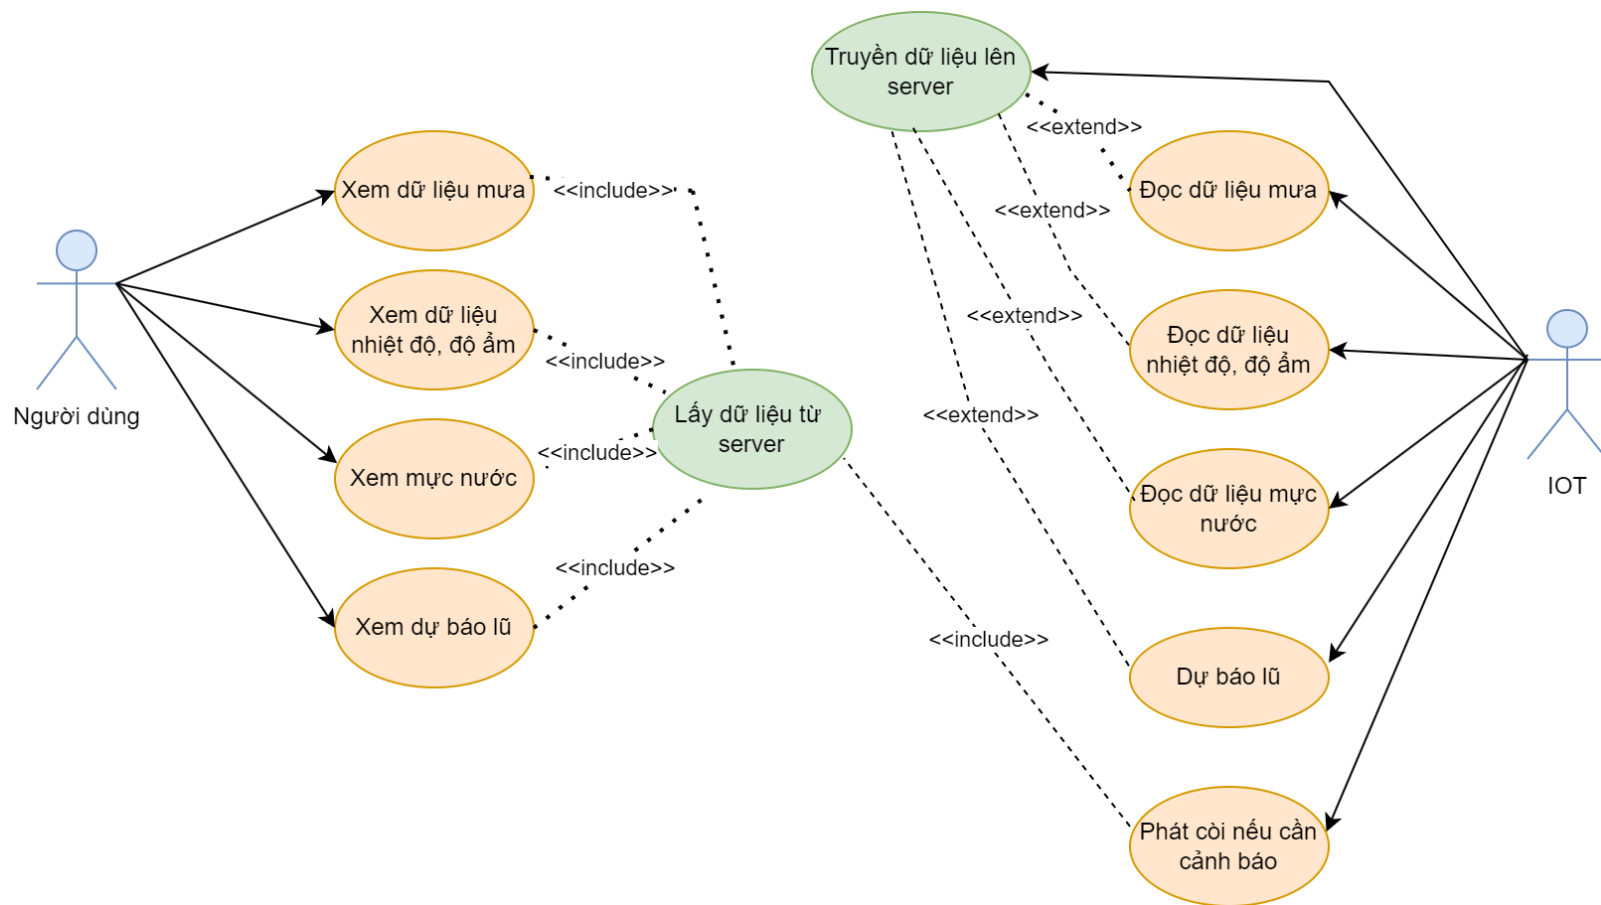 Truyền dữ liệu lên
server
<<extend>>
Xem dữ liệu mưa
<<include>>
Đọc dữ liệu mưa
<<extend>>
Xem dữ liệu
nhiệt độ, độ ẩm
<<include>>
<<extend>>
Đọc dữ liệu
nhiệt độ, độ ẩm
Người dùng
Lấy dữ liệu từ
server
<<extend>>
<<include>>
Xem mực nước
Đọc dữ liệu mực
nước
IOT
<<include>>
Xem dự báo lũ
<<include>>
Dự báo lũ
Phát còi nếu cần
cảnh báo